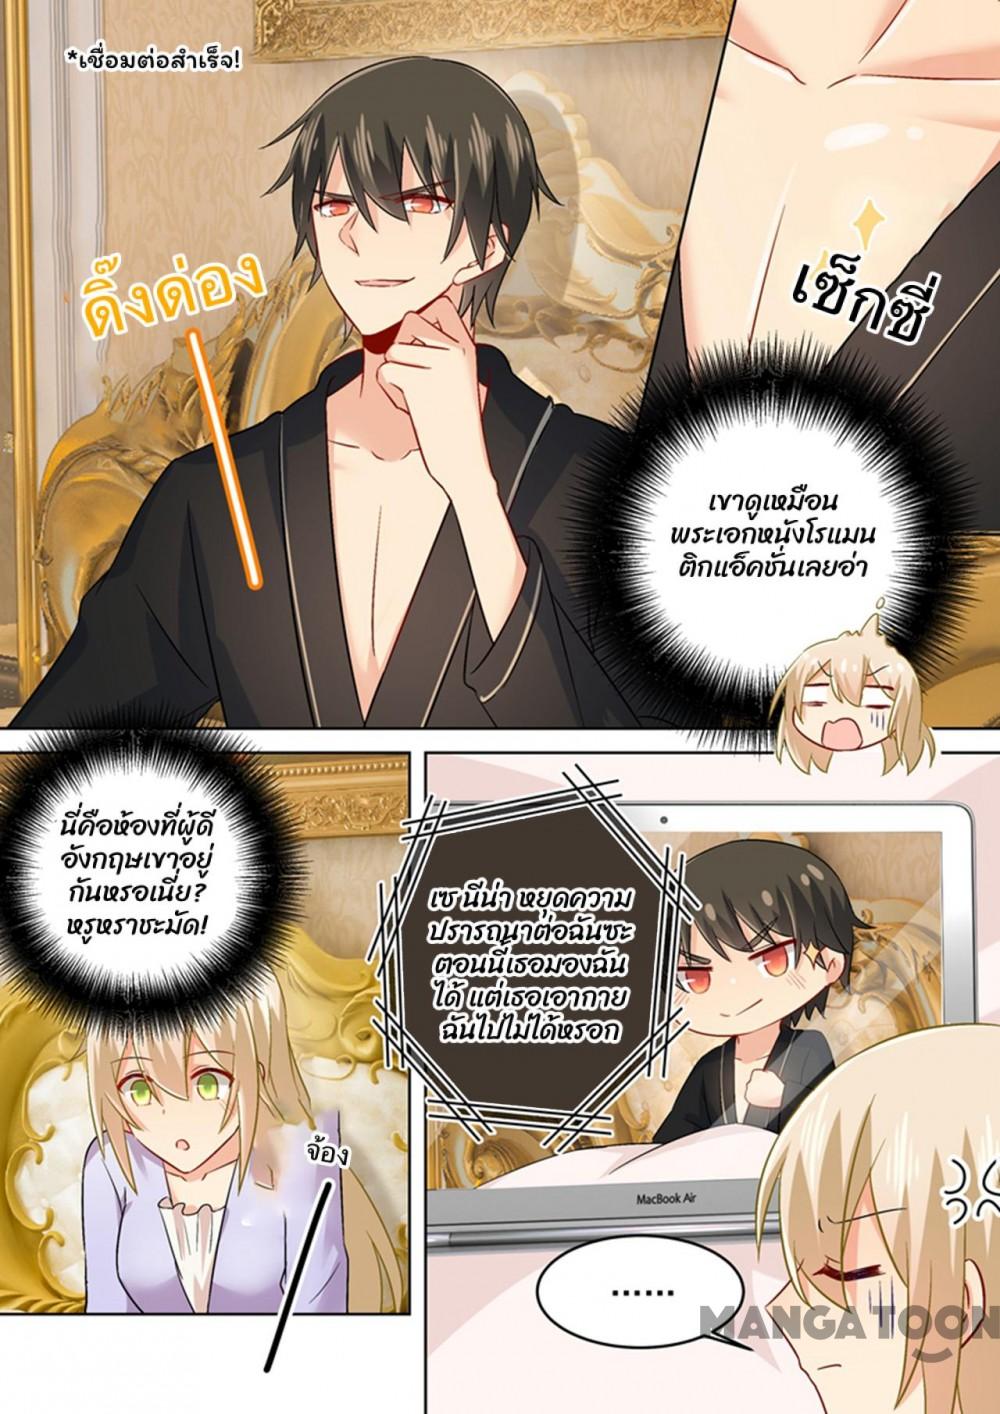 *เชื่อมต่อสำเร็จ!
ดิ๊งด่อง
เซ็กซี่
เขาดูเหมือน
พระเอกหนังโรแมน
ติกแอ็คชั่นเลยอ่า
นี่คือห้องที่ผู้ดี
อังกฤษเขาอยู่
กันหรอเนี่ย?
หรูหราชะมัด!
จ้อง
เซ นีน่า หยุดความ
ปรารถนาต่อฉันซะ
ตอนนี้เธอมองฉัน
ได้ แต่เธอเอากาย
ฉันไปไม่ได้หรอก
MacBook Air
......
MANGATOON